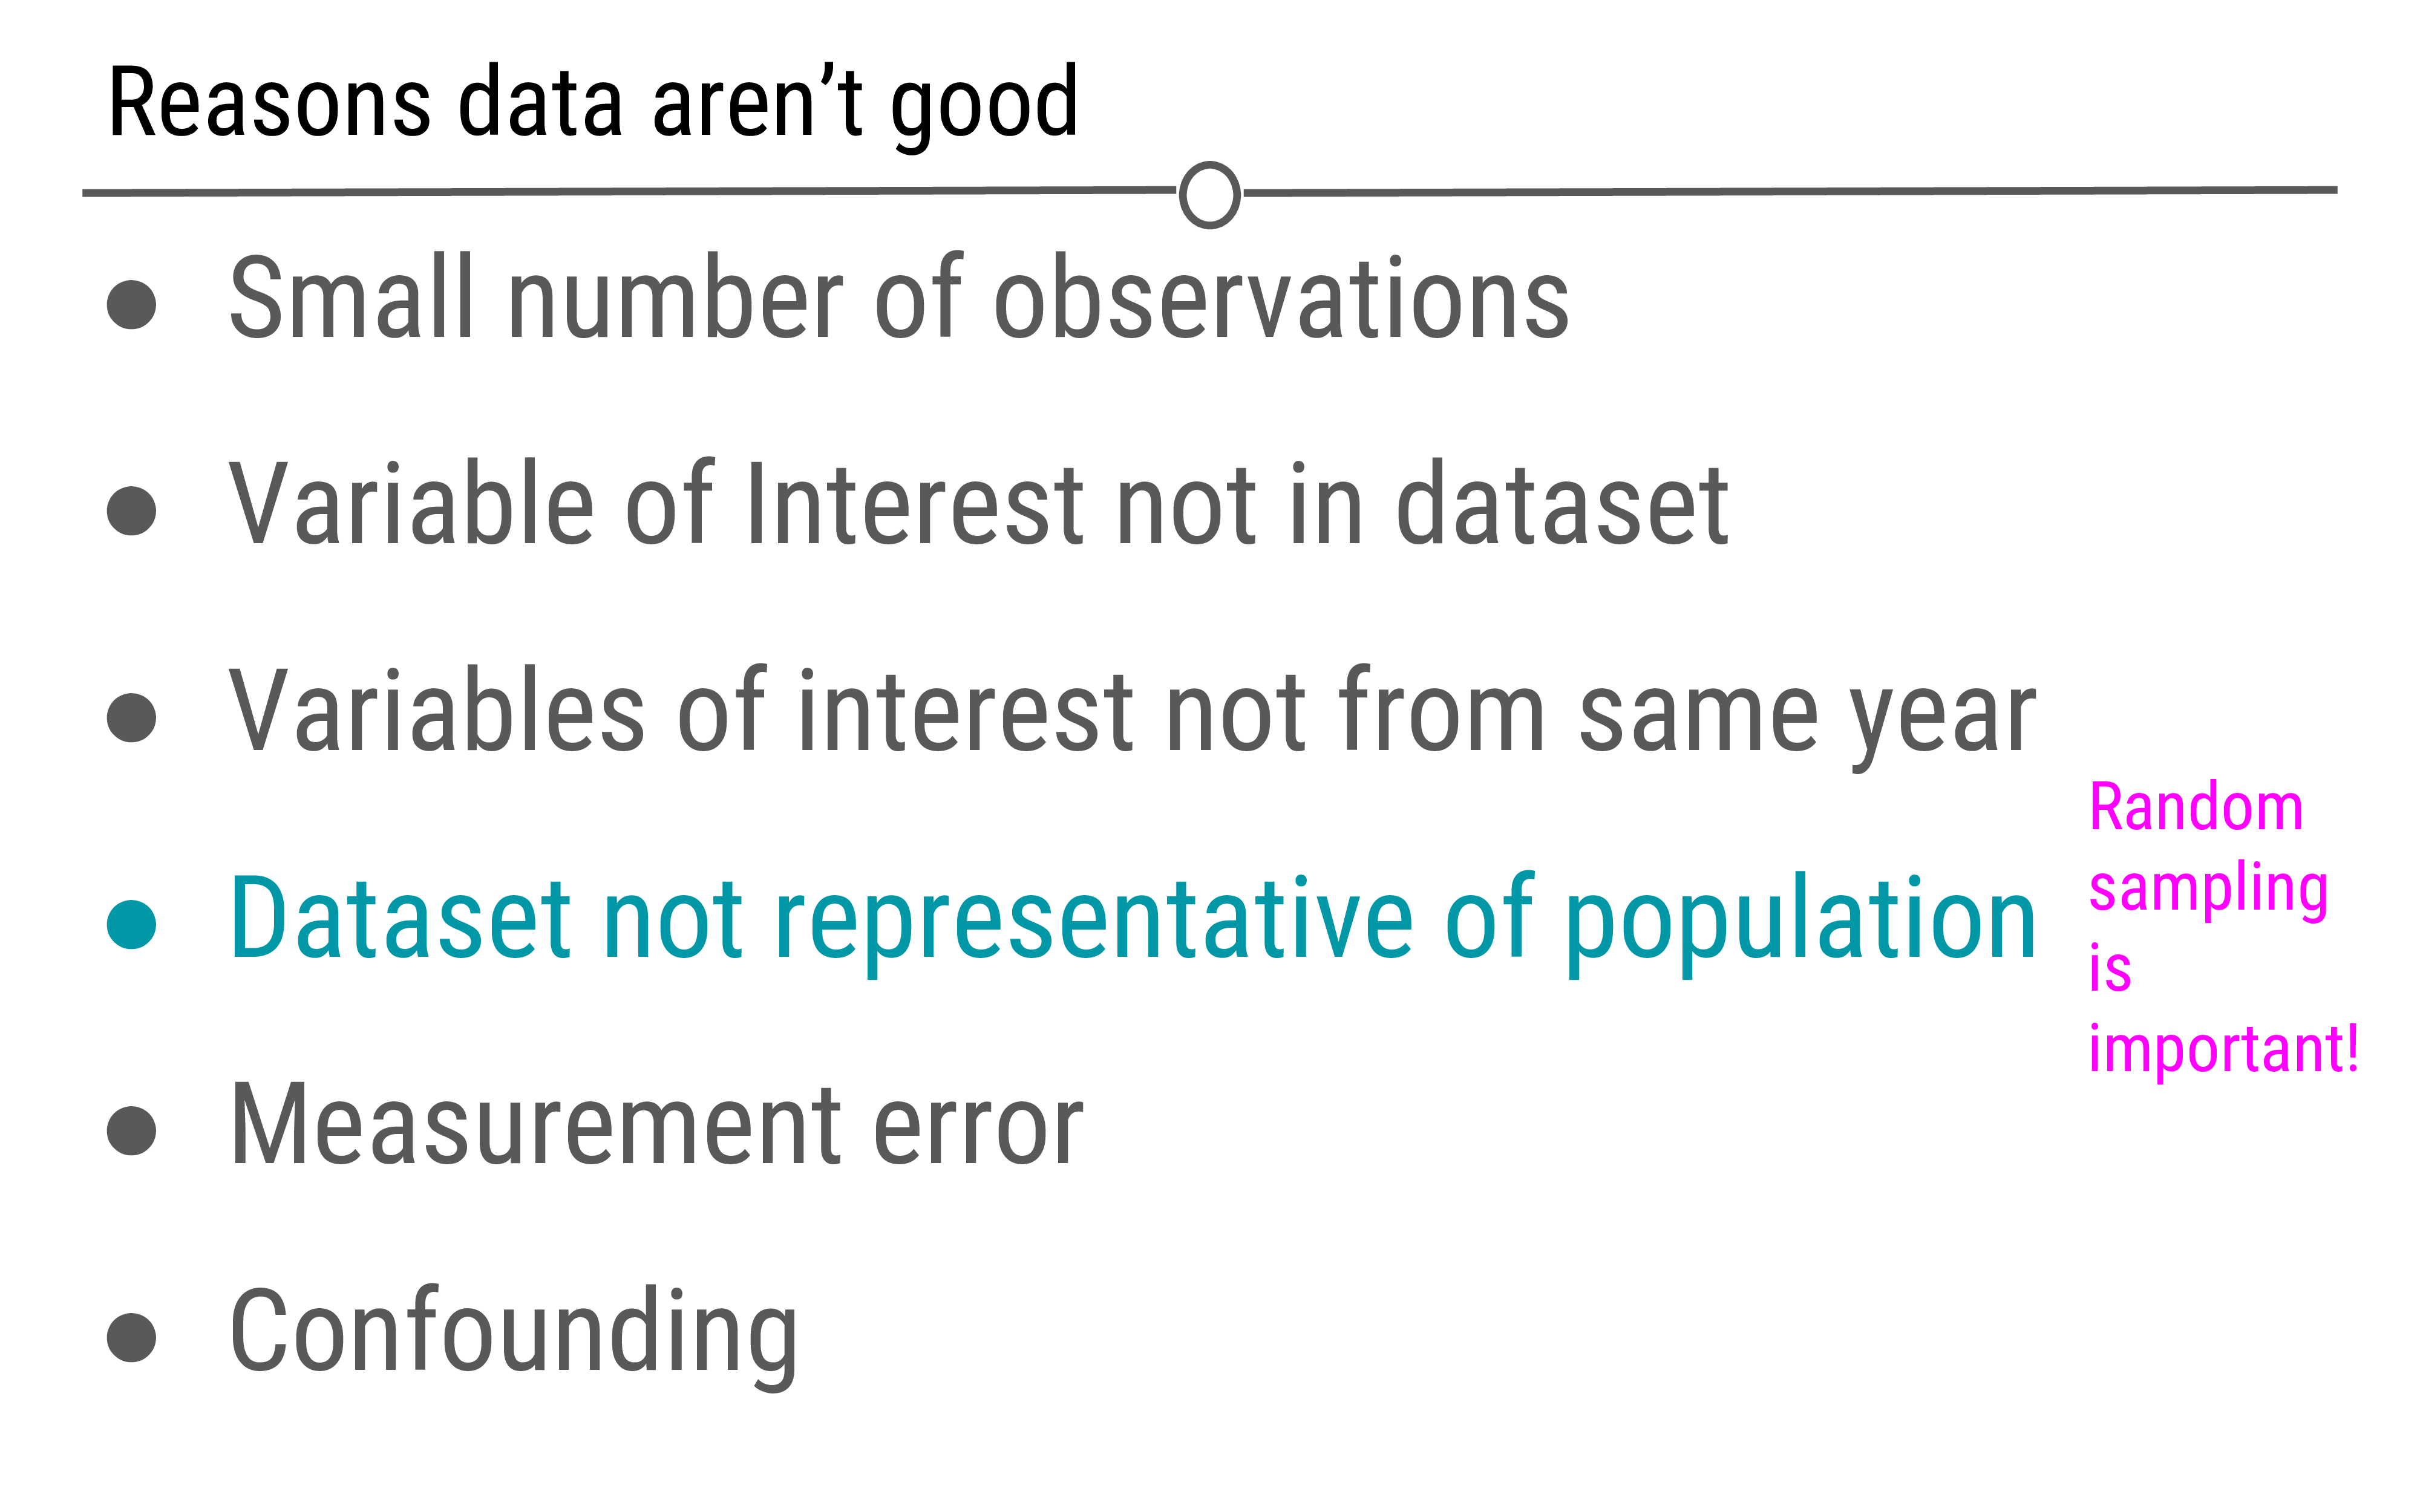 Reasons data aren’t good
● Small number of observations
● Variable of Interest not in dataset
● Variables of interest not from same year
● Dataset not representative of population
Random
sampling
is
important!
● Measurement error
● Confounding